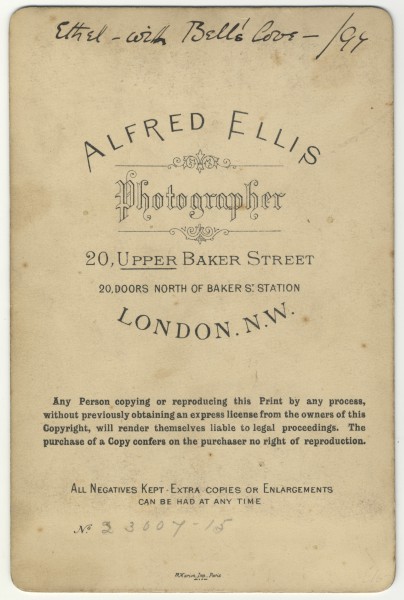 Ethel - with Bell's Love - /94
ALFRED ELLIS
Photographer
20, UPPER BAKER STREET
20, DOORS NORTH OF BAKER ST. STATION
LONDON. N.W.
Any Person copying or reproducing this Print by any process,
without previously obtaining an express license from the owners of this
Copyright, will render themselves liable to legal proceedings. The
purchase of a Copy confers on the purchaser no right of reproduction.
ALL NEGATIVES KEPT - EXTRA COPIES OR ENLARGEMENTS
CAN BE HAD AT ANY TIME
No 23007-15